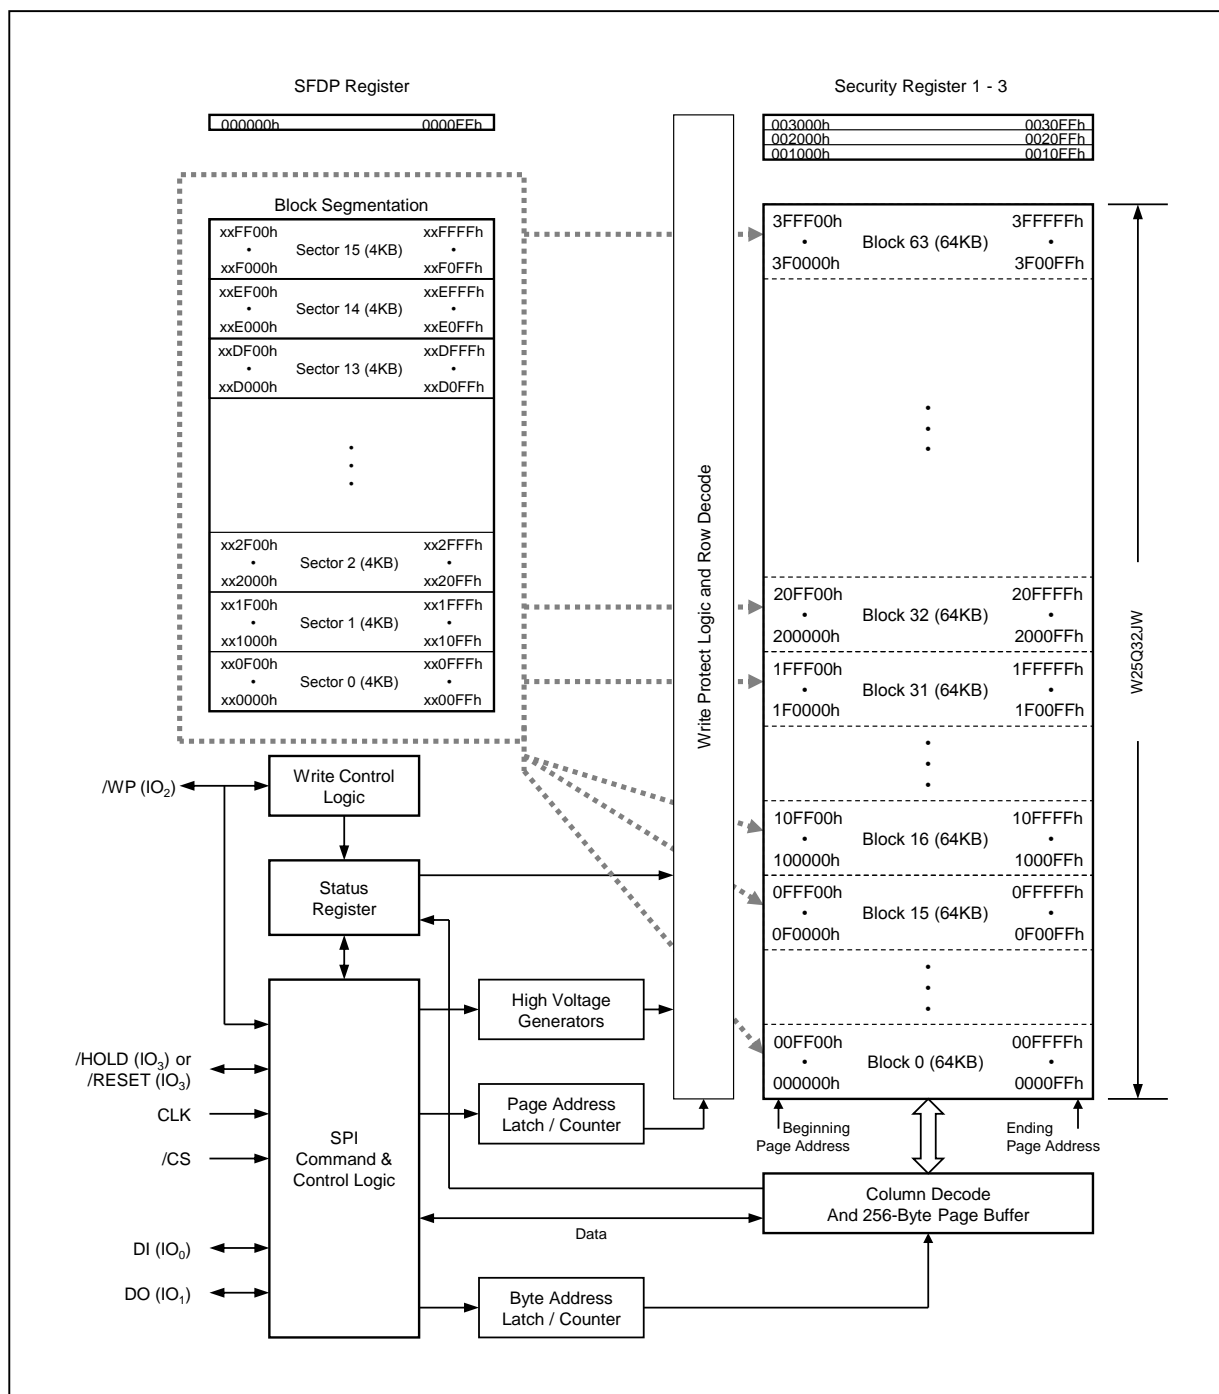 SFDP Register
000000h 0000FFh
Security Register 1 - 3
003000h 0030FFh
002000h 0020FFh
001000h 0010FFh
Block Segmentation
xxFF00h xxFFFFh
• Sector 15 (4KB) •
xxF000h xxF0FFh
xxEF00h xxEFFFh
• Sector 14 (4KB) •
xxE000h xxE0FFh
xxDF00h xxDFFFh
• Sector 13 (4KB) •
xxD000h xxD0FFh
xx2F00h xx2FFFh
• Sector 2 (4KB) •
xx2000h xx20FFh
xx1F00h xx1FFFh
• Sector 1 (4KB) •
xx1000h xx10FFh
xx0F00h xx0FFFh
• Sector 0 (4KB) •
xx0000h xx00FFh
Write Protect Logic and Row Decode
3FFF00h 3FFFFFh
• Block 63 (64KB) •
3F0000h 3F00FFh
20FF00h 20FFFFh
• Block 32 (64KB) •
200000h 2000FFh
1FFF00h 1FFFFFh
• Block 31 (64KB) •
1F0000h 1F00FFh
10FF00h 10FFFFh
• Block 16 (64KB) •
100000h 1000FFh
0FFF00h 0FFFFFh
• Block 15 (64KB) •
0F0000h 0F00FFh
00FF00h 00FFFFh
• Block 0 (64KB) •
000000h 0000FFh
W25Q32JW
Beginning
Page Address
Ending
Page Address
/WP (IO2)
Write Control
Logic
Status
Register
High Voltage
Generators
/HOLD (IO3) or
/RESET (IO3)
CLK
/CS
SPI
Command &
Control Logic
Page Address
Latch / Counter
Column Decode
And 256-Byte Page Buffer
Data
DI (IO0)
DO (IO1)
Byte Address
Latch / Counter